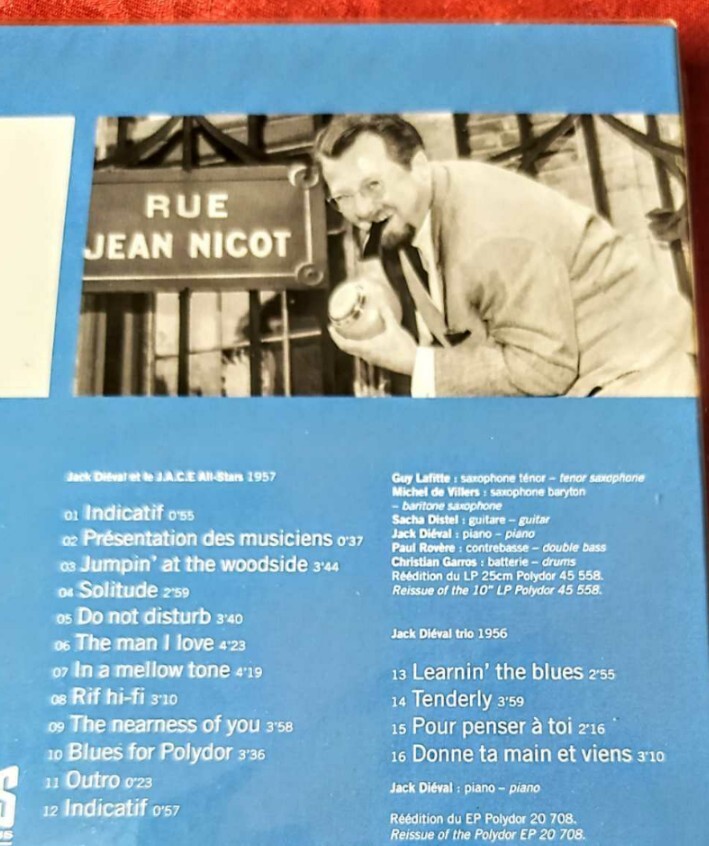 RUE
JEAN NICOT
Jack Diéval et le J.A.C.E All-Stars 1957
01 Indicatif 0'55
02 Présentation des musiciens 0'37
03 Jumpin' at the woodside 3'44
04 Solitude 2'59
05 Do not disturb 3'40
06 The man I love 4'23
07 In a mellow tone 4'19
08 Rif hi-fi 3'10
09 The nearness of you 3'58
10 Blues for Polydor 3'36
11 Outro 0'23
12 Indicatif 0'57
Guy Lafitte : saxophone ténor – tenor saxophone
Michel de Villers : saxophone baryton
– baritone saxophone
Sacha Distel : guitare – guitar
Jack Diéval : piano – piano
Paul Rovère : contrebasse – double bass
Christian Garros : batterie – drums
Réédition du LP 25cm Polydor 45 558.
Reissue of the 10" LP Polydor 45 558.
Jack Diéval trio 1956
13 Learnin' the blues 2'55
14 Tenderly 3'59
15 Pour penser à toi 2'16
16 Donne ta main et viens 3'10
Jack Diéval : piano – piano
Réédition du EP Polydor 20 708.
Reissue of the Polydor EP 20 708.